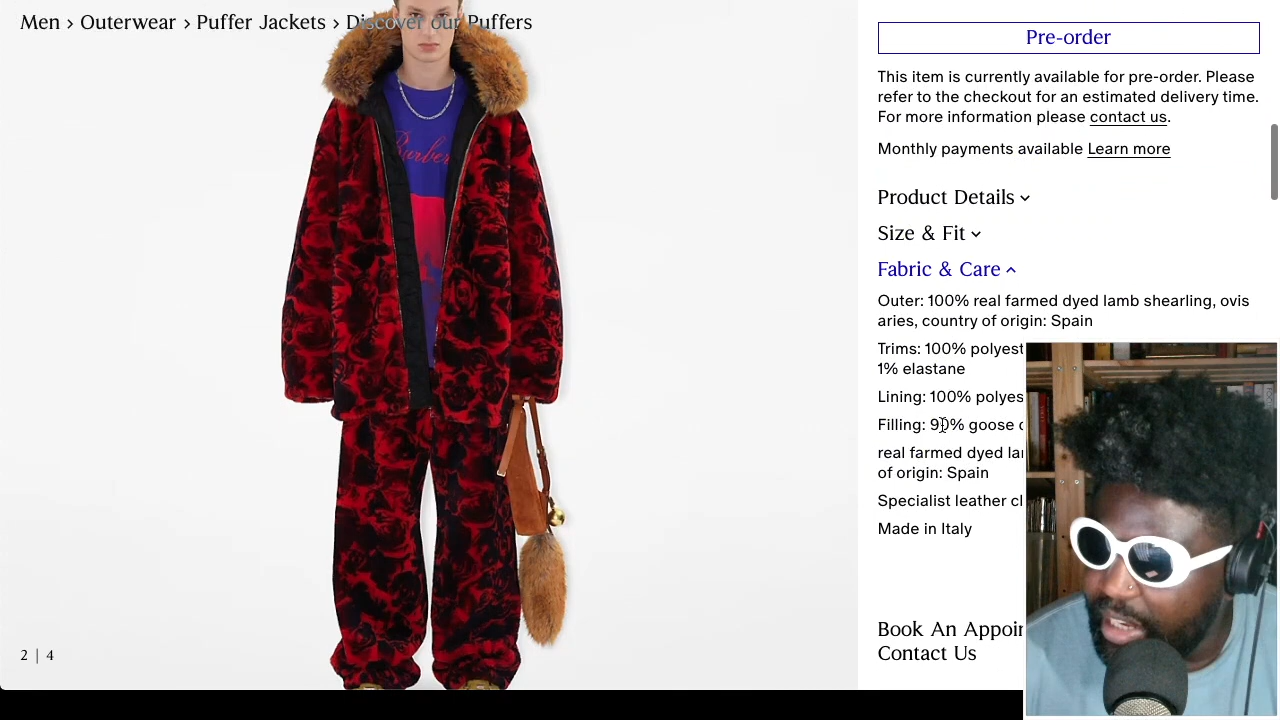 Men › Outerwear › Puffer Jackets › Discover our Puffers
Burber
2 | 4
Pre-order
This item is currently available for pre-order. Please
refer to the checkout for an estimated delivery time.
For more information please contact us.
Monthly payments available Learn more
Product Details
Size & Fit
Fabric & Care
Outer: 100% real farmed dyed lamb shearling, ovis
aries, country of origin: Spain
Trims: 100% polyest
1% elastane
Lining: 100% polyes
Filling: 90% goose
real farmed dyed
of origin: Spain
Specialist leather
Made in Italy
Book An Appoin
Contact Us